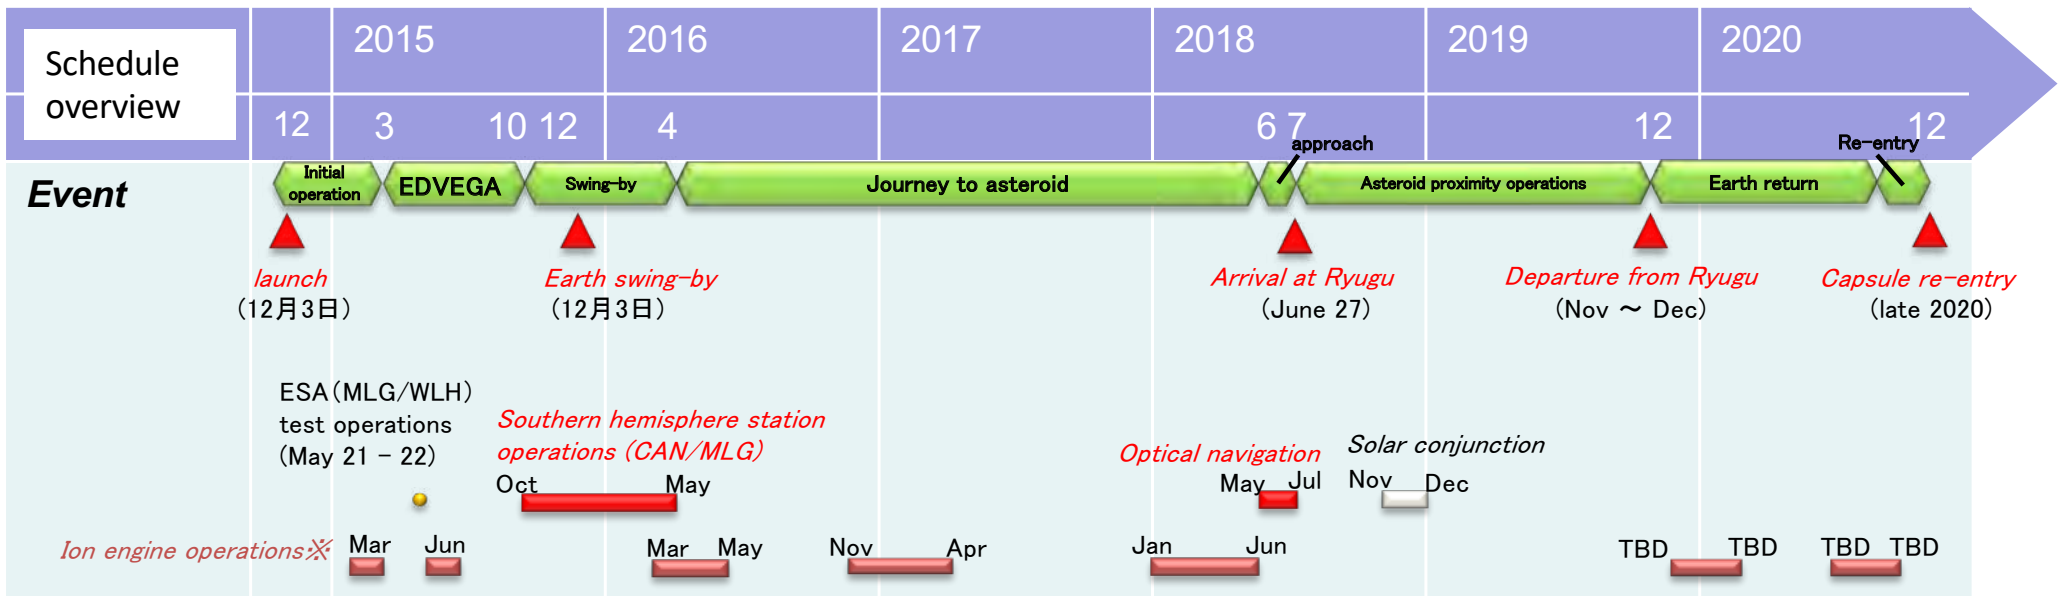 Schedule
overview
2015 2016 2017 2018 2019 2020
12 3 10 12 4 6 7 12 12
approach
Re-entry
Event
Initial
operation
EDVEGA
Swing-by
Journey to asteroid
Asteroid proximity operations
Earth return
launch
(12月3日)
Earth swing-by
(12月3日)
Arrival at Ryugu
(June 27)
Departure from Ryugu
(Nov ～ Dec)
Capsule re-entry
(late 2020)
ESA(MLG/WLH)
test operations
(May 21 - 22)
Southern hemisphere station
operations (CAN/MLG)
Oct May
Optical navigation
May Jul
Solar conjunction
Nov Dec
Ion engine operations※
Mar Jun Mar May Nov Apr Jan Jun TBD TBD TBD TBD